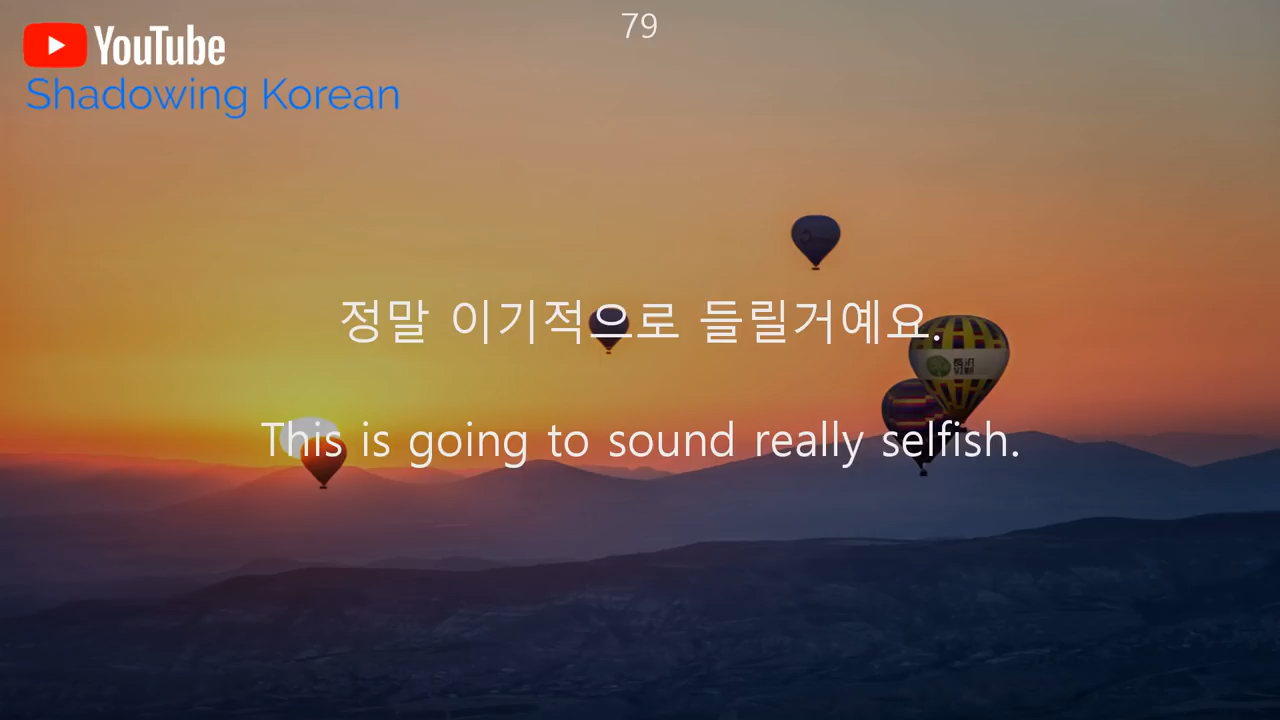 79
YouTube
Shadowing Korean
정말 이기적으로 들릴거예요.
This is going to sound really selfish.